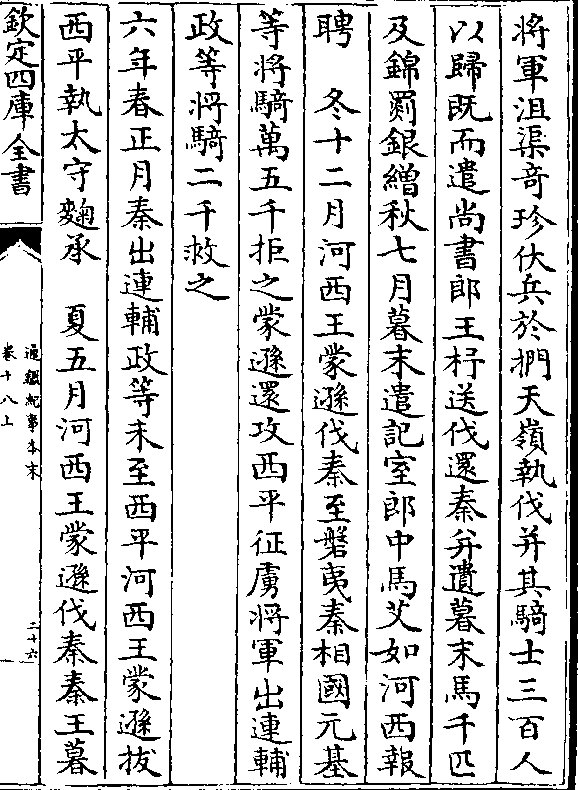 將軍沮渠奇珍伏兵於捫天嶺執伐并其騎士三百人
以歸既而遣尚書郎王杼送伐還秦并遺暮末馬千匹
及錦罽銀繒秋七月暮末遣記室郎中馬艾如河西報
聘　冬十二月河西王蒙遜伐秦至磐夷秦相國元基
等將騎萬五千拒之蒙遜還攻西平征虜將軍出連輔
政等將騎二千救之
六年春正月秦出連輔政等未至西平河西王蒙遜拔
西平執太守麴承　夏五月河西王蒙遜伐秦秦王暮
欽定四庫全書
通鑑紀事本末
卷十八上
二十六